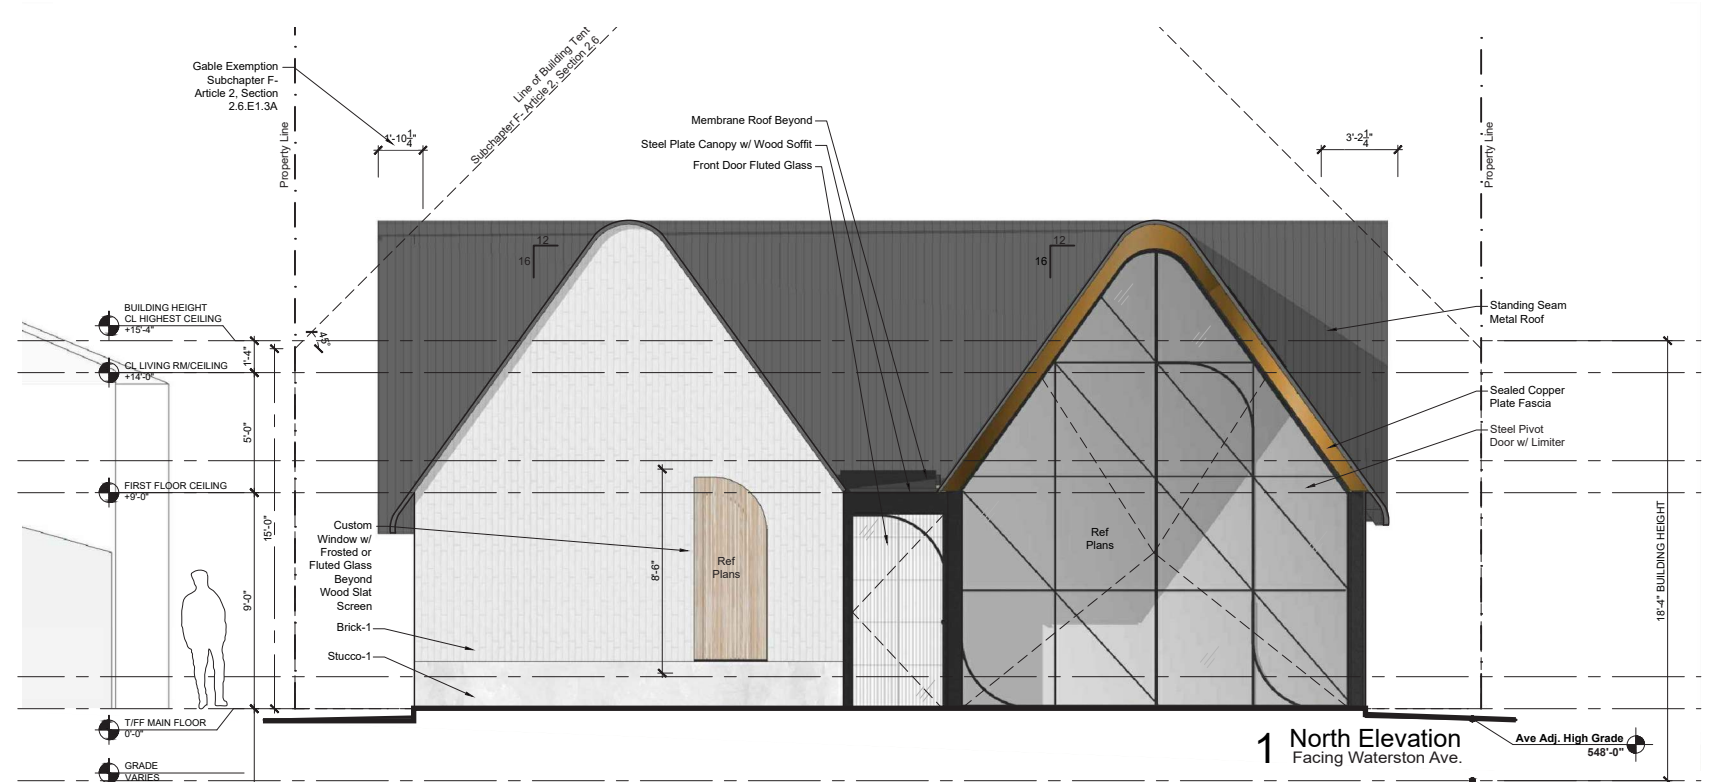 Gable Exemption
Subchapter F-
Article 2, Section
2.6.E1.3A
Property Line
1'-10 1/4"
Line of Building Tent
Subchapter F- Article 2, Section 2.6
Membrane Roof Beyond
Steel Plate Canopy w/ Wood Soffit
Front Door Fluted Glass
3'-2 1/4"
Property Line
12
16
12
16
BUILDING HEIGHT
CL HIGHEST CEILING
+15'-4"
45°
1'-4"
CL LIVING RM/CEILING
+14'-0"
5'-0"
FIRST FLOOR CEILING
+9'-0"
15'-0"
9'-0"
Standing Seam
Metal Roof
Sealed Copper
Plate Fascia
Steel Pivot
Door w/ Limiter
Custom
Window w/
Frosted or
Fluted Glass
Beyond
Wood Slat
Screen
Brick-1
Stucco-1
8'-6"
Ref
Plans
Ref
Plans
18'-4" BUILDING HEIGHT
T/FF MAIN FLOOR
0'-0"
GRADE
VARIES
1 North Elevation
Facing Waterston Ave.
Ave Adj. High Grade
548'-0"